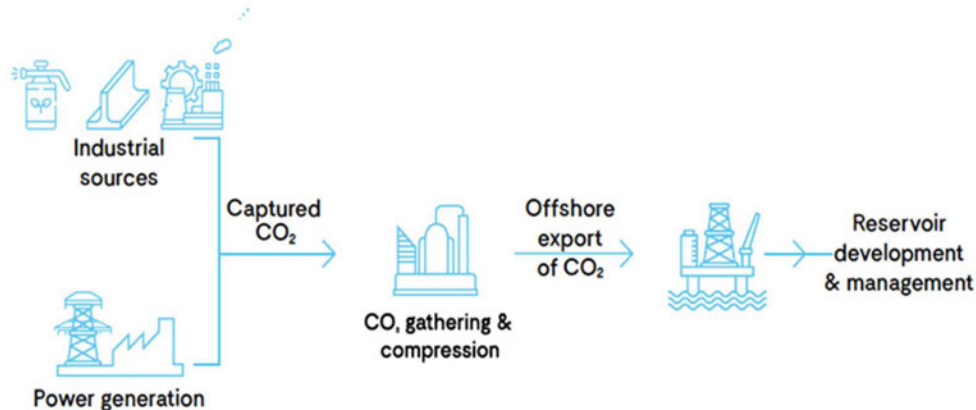 Industrial
sources
Captured
CO₂
Offshore
export
of CO₂
Reservoir
development
& management
CO, gathering &
compression
Power generation